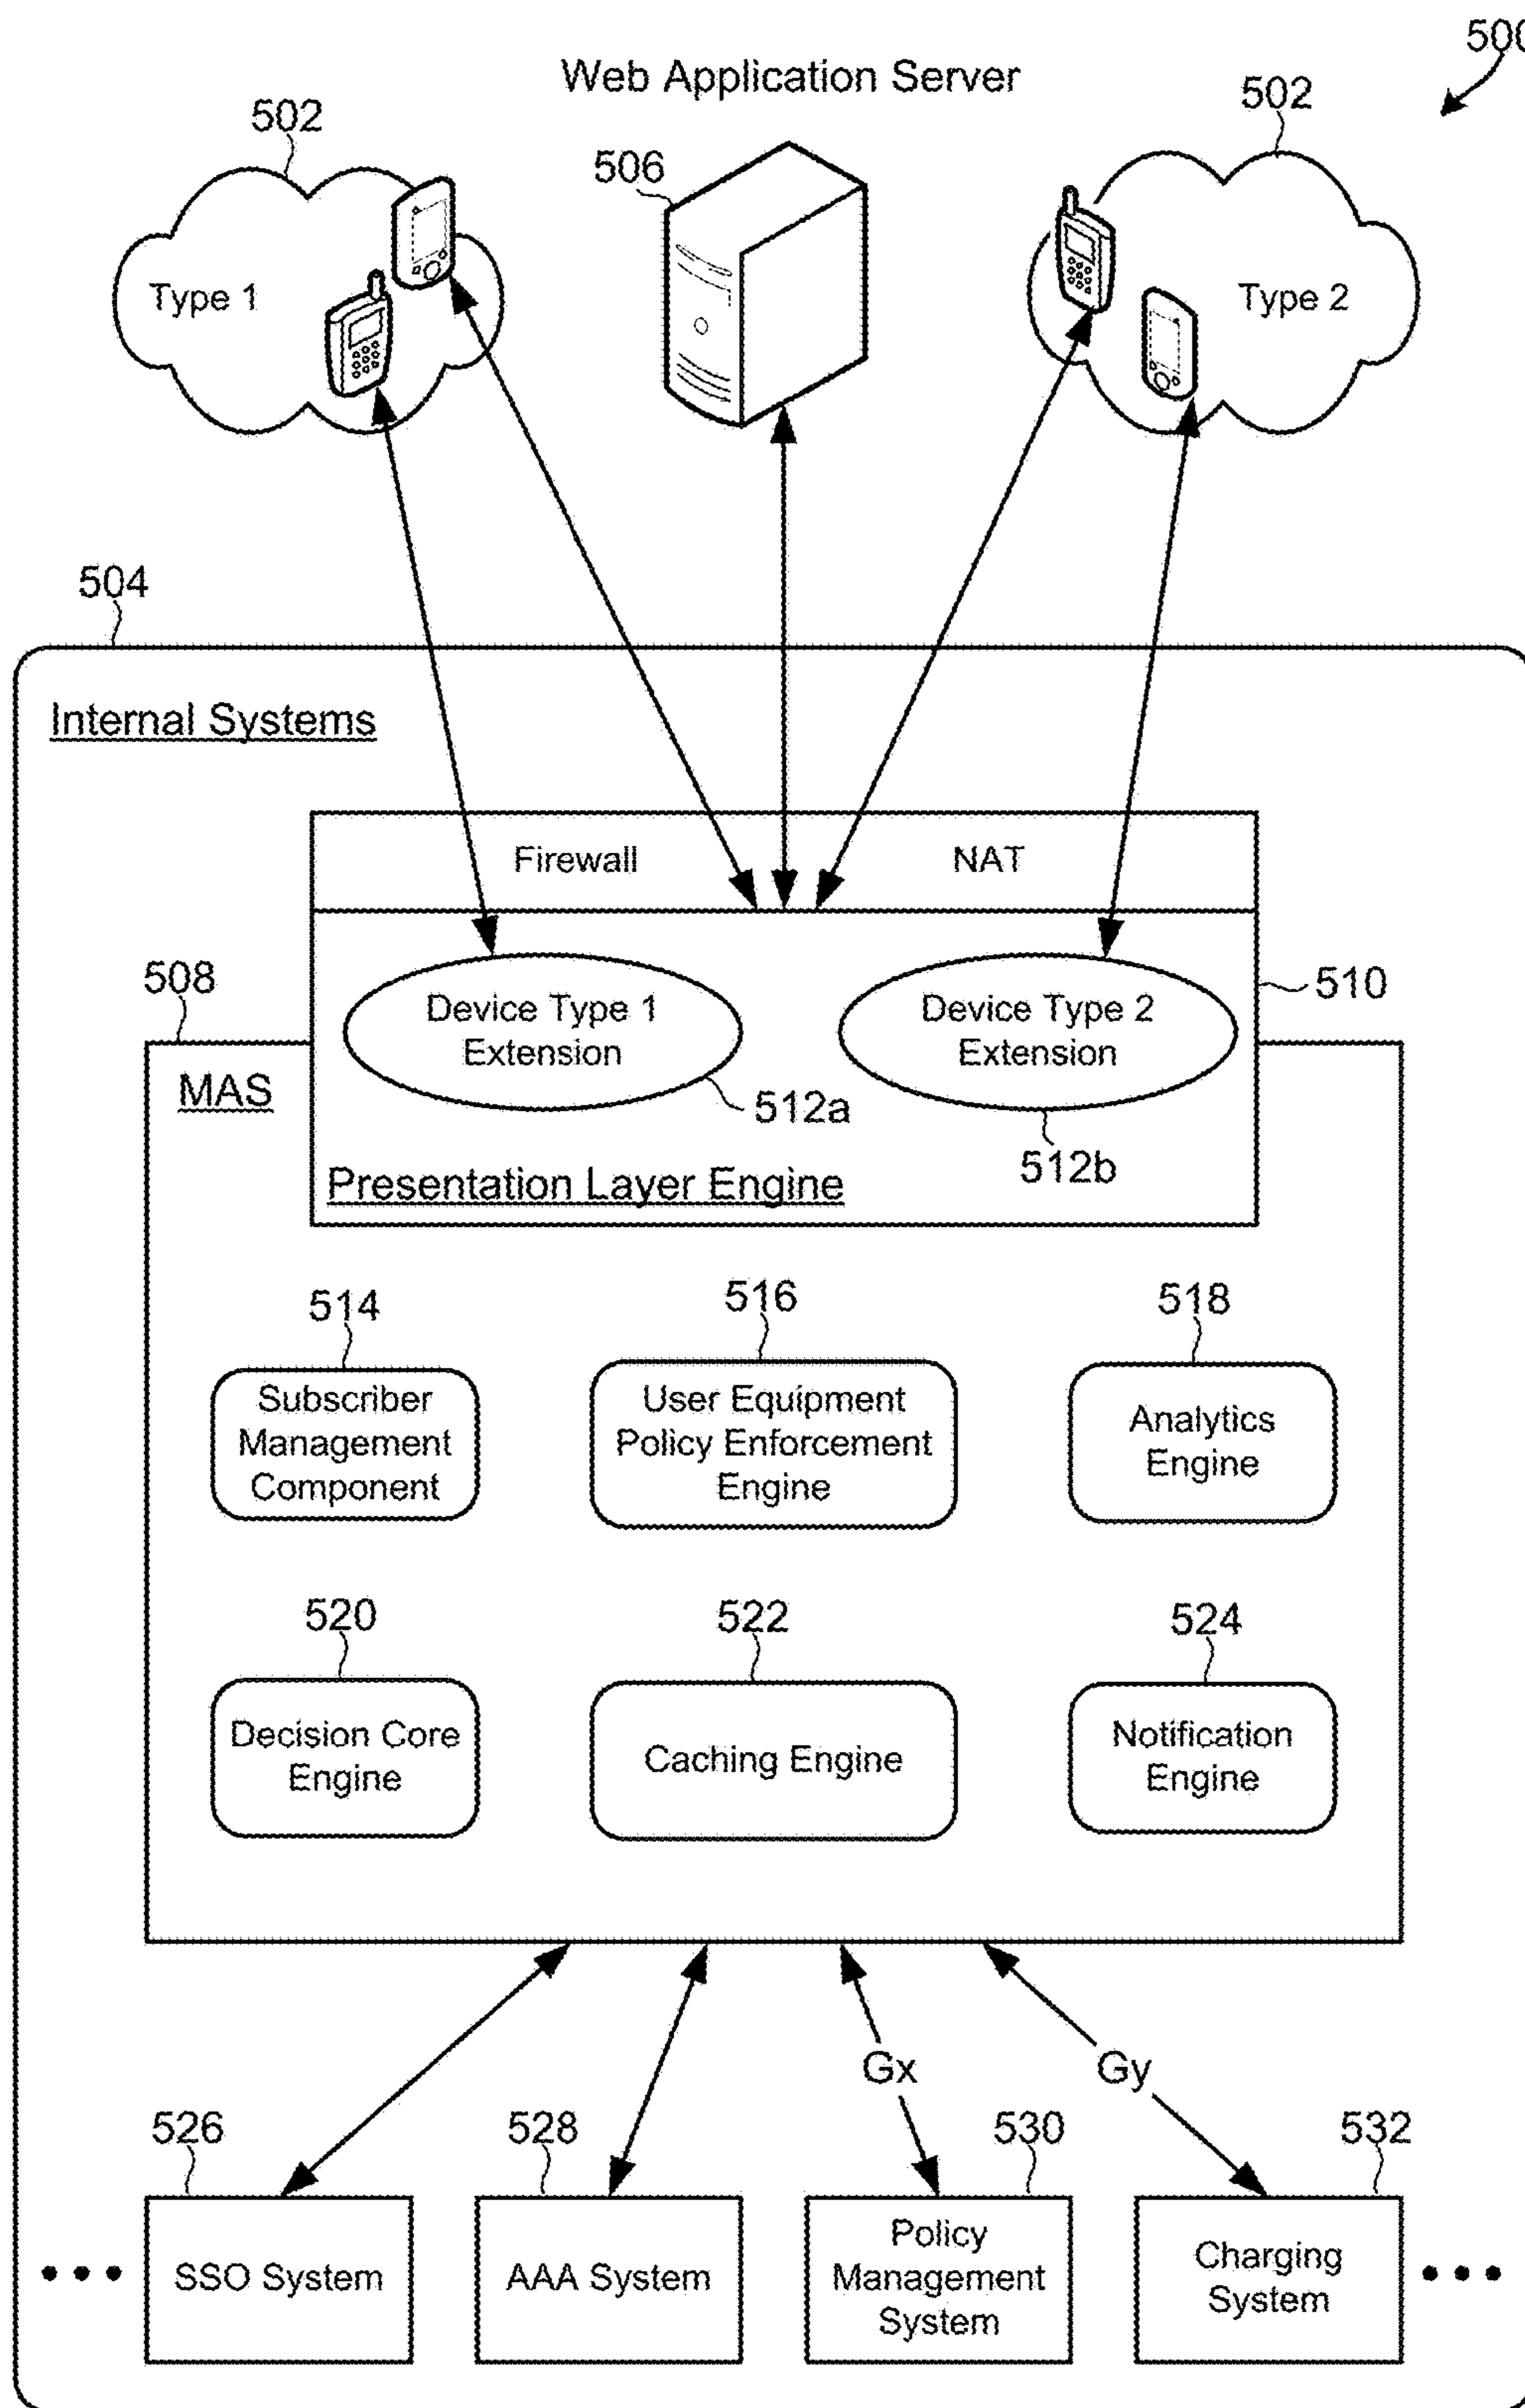 500
Web Application Server
502
506
502
Type 1
Type 2
504
Internal Systems
Firewall
NAT
508
510
Device Type 1
Extension
Device Type 2
Extension
MAS
512a
512b
Presentation Layer Engine
514
516
518
Subscriber
Management
Component
User Equipment
Policy Enforcement
Engine
Analytics
Engine
520
522
524
Decision Core
Engine
Caching Engine
Notification
Engine
Gx
Gy
526
528
530
532
SSO System
AAA System
Policy
Management
System
Charging
System